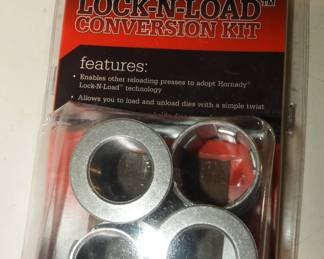 LOCK-N-LOAD™
CONVERSION KIT
features:
• Enables other reloading presses to adopt Hornady®
Lock-N-Load™ technology
• Allows you to load and unload dies with a simple twist